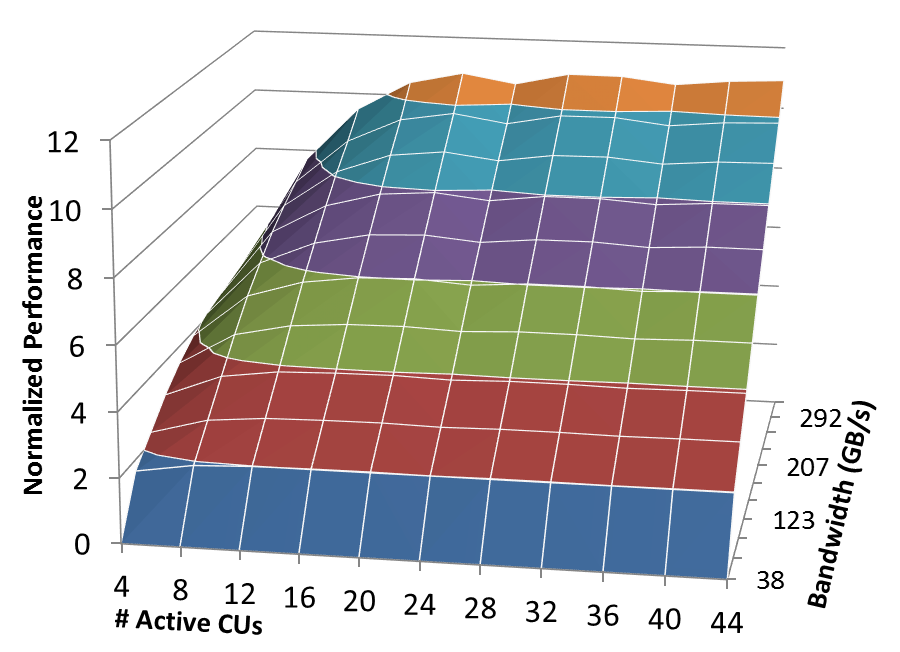 Normalized Performance
12
10
8
6
4
2
0
4 8 12 16 20 24 28 32 36 40 44
# Active CUs
292
207
123
38
Bandwidth (GB/s)